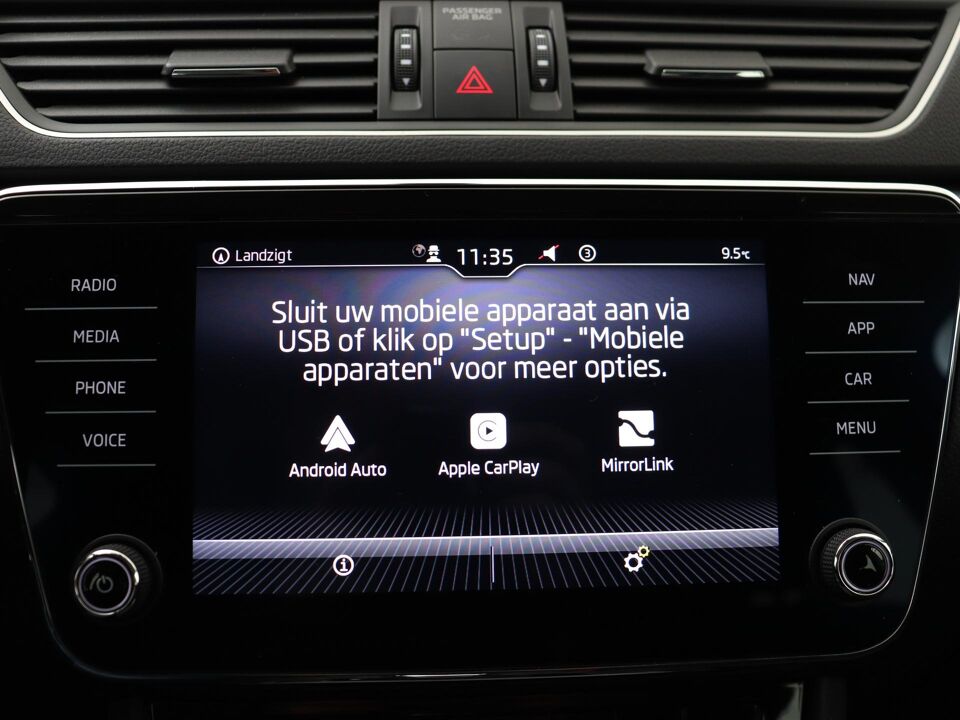 PASSENGER
AIR BAG
Landzigt
11:35
3
9.5°C
RADIO
MEDIA
PHONE
VOICE
Sluit uw mobiele apparaat aan via
USB of klik op "Setup" - "Mobiele
apparaten" voor meer opties.
Android Auto
Apple CarPlay
MirrorLink
NAV
APP
CAR
MENU